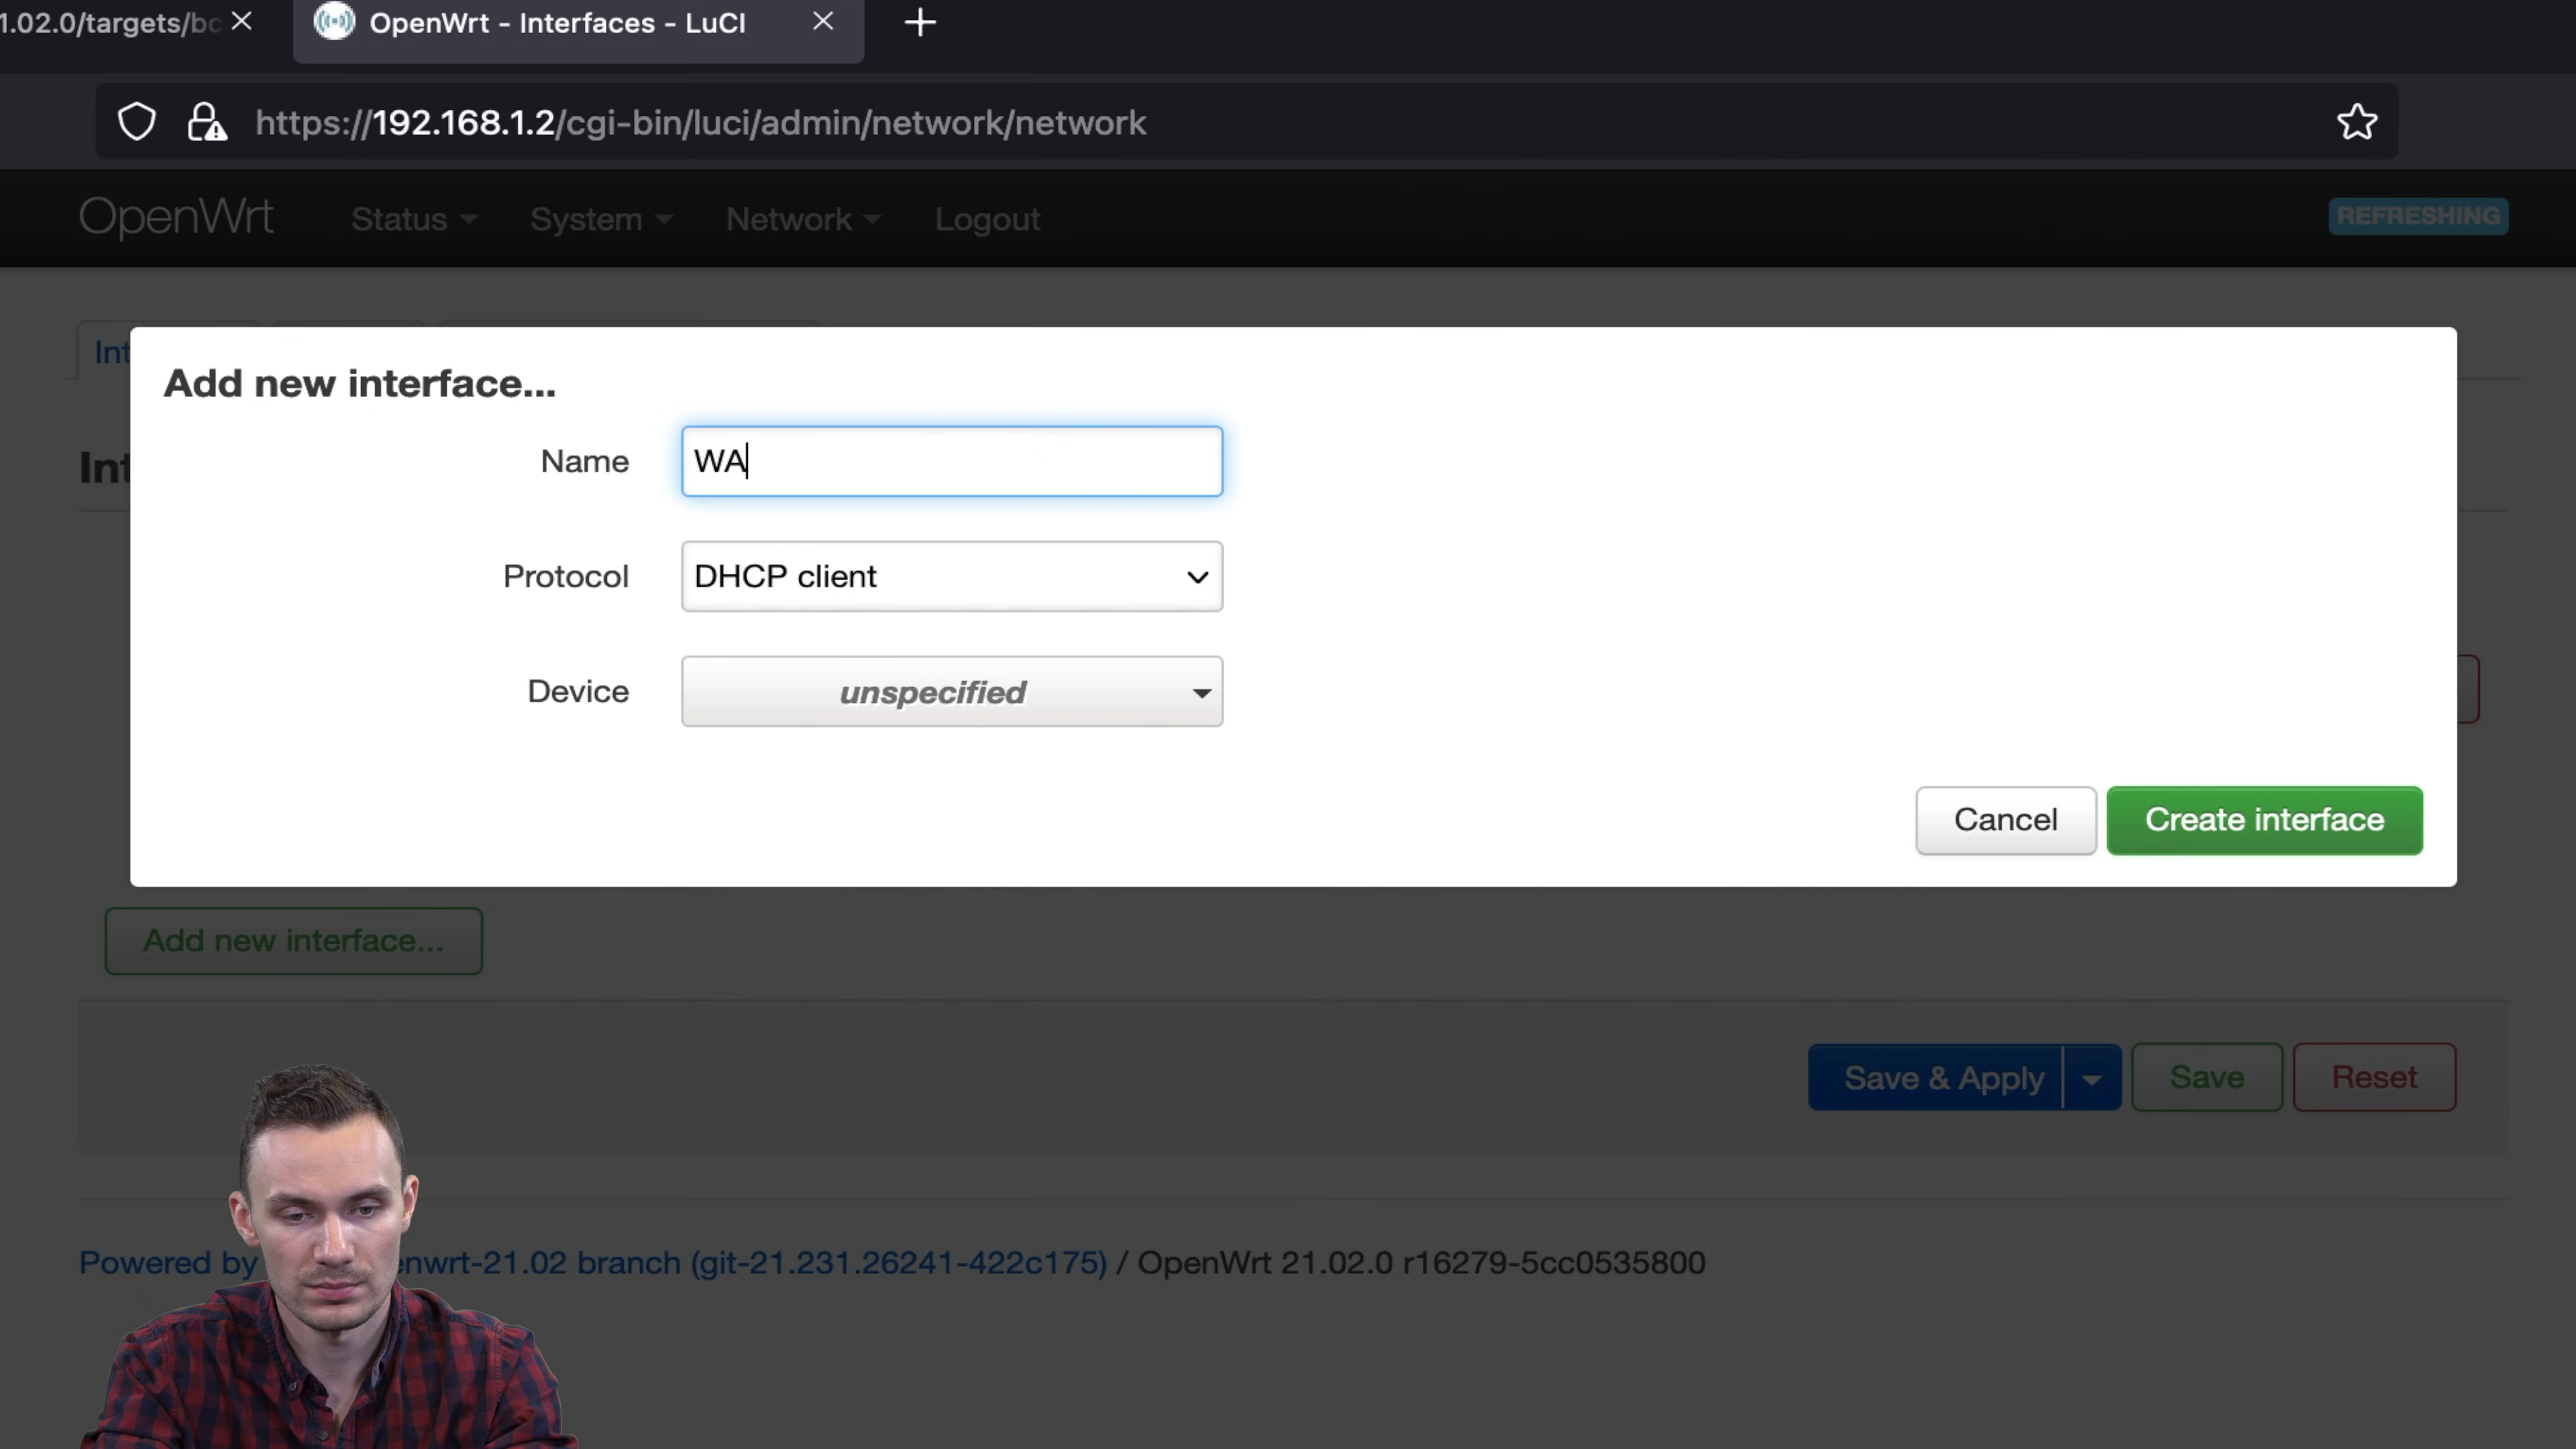 1.02.0/targets/bc
OpenWrt - Interfaces - LuCI
https://192.168.1.2/cgi-bin/luci/admin/network/network
OpenWrt
Status
System
Network
Logout
REFRESHING
Int
Add new interface...
Int
Name
WA
Protocol
DHCP client
Device
unspecified
Cancel
Create interface
Add new interface...
Save & Apply
Save
Reset
Powered by enwrt-21.02 branch (git-21.231.26241-422c175) / OpenWrt 21.02.0 r16279-5cc0535800